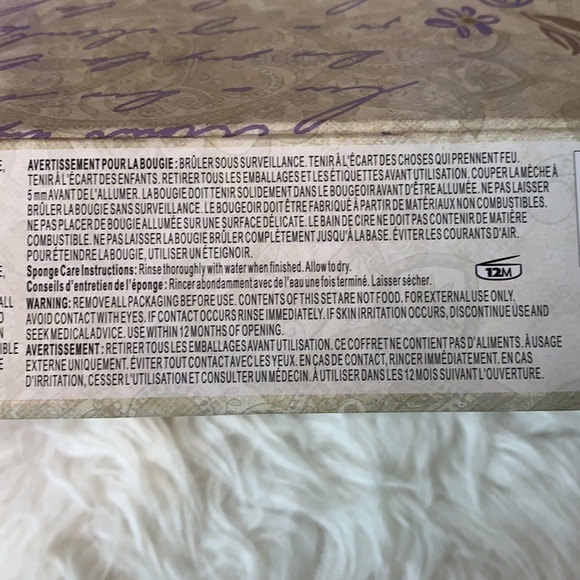 AVERTISSEMENT POUR LA BOUGIE : BRÛLER SOUS SURVEILLANCE. TENIR À L'ÉCART DES CHOSES QUI PRENNENT FEU.
TENIR À L'ÉCART DES ENFANTS. RETIRER TOUS LES EMBALLAGES ET LES ÉTIQUETTES AVANT UTILISATION. COUPER LA MÈCHE À
5 mm AVANT DE L'ALLUMER. LA BOUGIE DOIT TENIR SOLIDEMENT DANS LE BOUGEOIR AVANT D'ÊTRE ALLUMÉE. NE PAS LAISSER
BRÛLER LA BOUGIE SANS SURVEILLANCE. LE BOUGEOIR DOIT ÊTRE FABRIQUÉ À PARTIR DE MATÉRIAUX NON COMBUSTIBLES.
NE PAS PLACER DE BOUGIE ALLUMÉE SUR UNE SURFACE DÉLICATE. LE BAIN DE CIRE NE DOIT PAS CONTENIR DE MATIÈRE
COMBUSTIBLE. NE PAS LAISSER LA BOUGIE BRÛLER COMPLÈTEMENT JUSQU'À LA BASE. ÉVITER LES COURANTS D'AIR.
POUR ÉTEINDRE LA BOUGIE, UTILISER UN ÉTEIGNOIR.
Sponge Care Instructions: Rinse thoroughly with water when finished. Allow to dry.
Conseils d'entretien de l'éponge : Rincer abondamment avec de l'eau une fois terminé. Laisser sécher.
12M
WARNING: REMOVE ALL PACKAGING BEFORE USE. CONTENTS OF THIS SET ARE NOT FOOD. FOR EXTERNAL USE ONLY.
AVOID CONTACT WITH EYES. IF CONTACT OCCURS RINSE IMMEDIATELY. IF SKIN IRRITATION OCCURS, DISCONTINUE USE AND
SEEK MEDICAL ADVICE. USE WITHIN 12 MONTHS OF OPENING.
AVERTISSEMENT : RETIRER TOUS LES EMBALLAGES AVANT UTILISATION. CE COFFRET NE CONTIENT PAS D'ALIMENTS. À USAGE
EXTERNE UNIQUEMENT. ÉVITER TOUT CONTACT AVEC LES YEUX. EN CAS DE CONTACT, RINCER IMMÉDIATEMENT. EN CAS
D'IRRITATION, CESSER L'UTILISATION ET CONSULTER UN MÉDECIN. À UTILISER DANS LES 12 MOIS SUIVANT L'OUVERTURE.